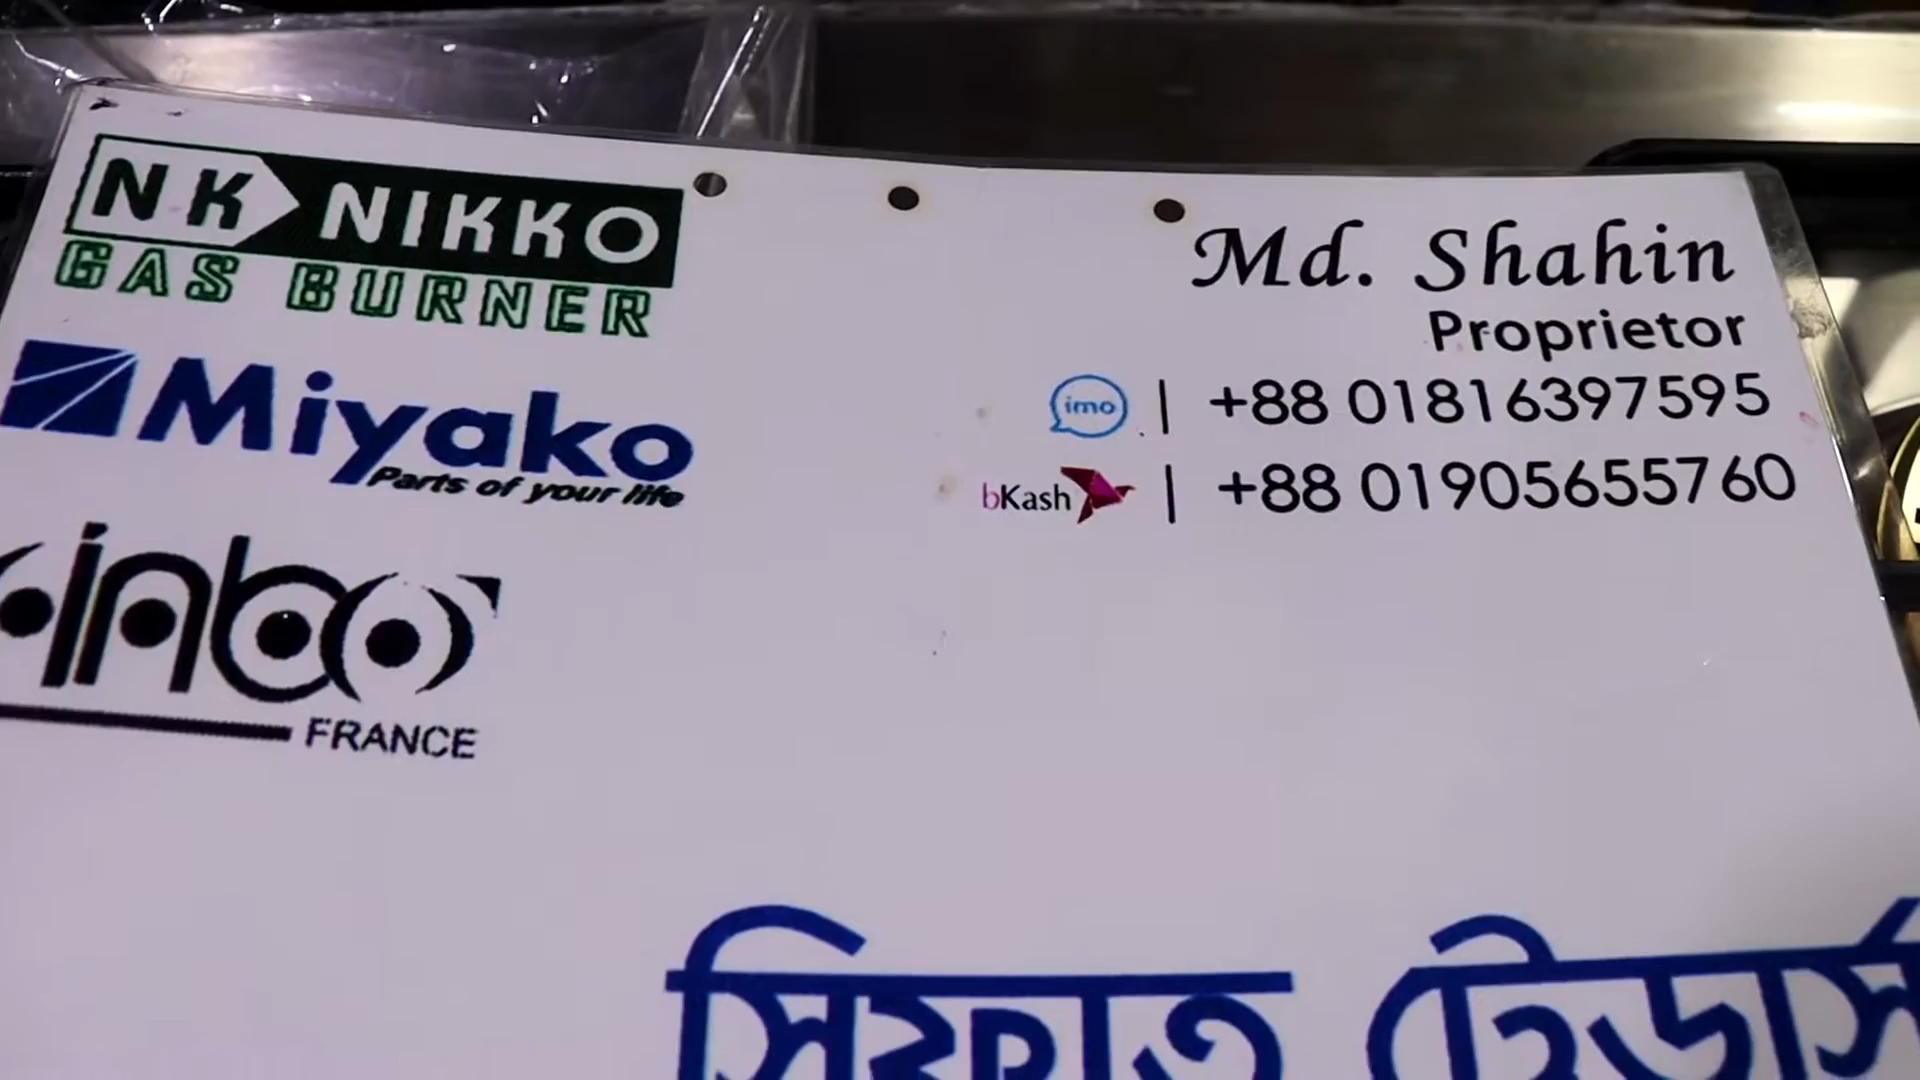 NK NIKKO
GAS BURNER
Miyako
Parts of your life
FRANCE
Md. Shahin
Proprietor
imo | +88 01816397595
bKash | +88 01905655760
সিফাত ট্রেডার্স